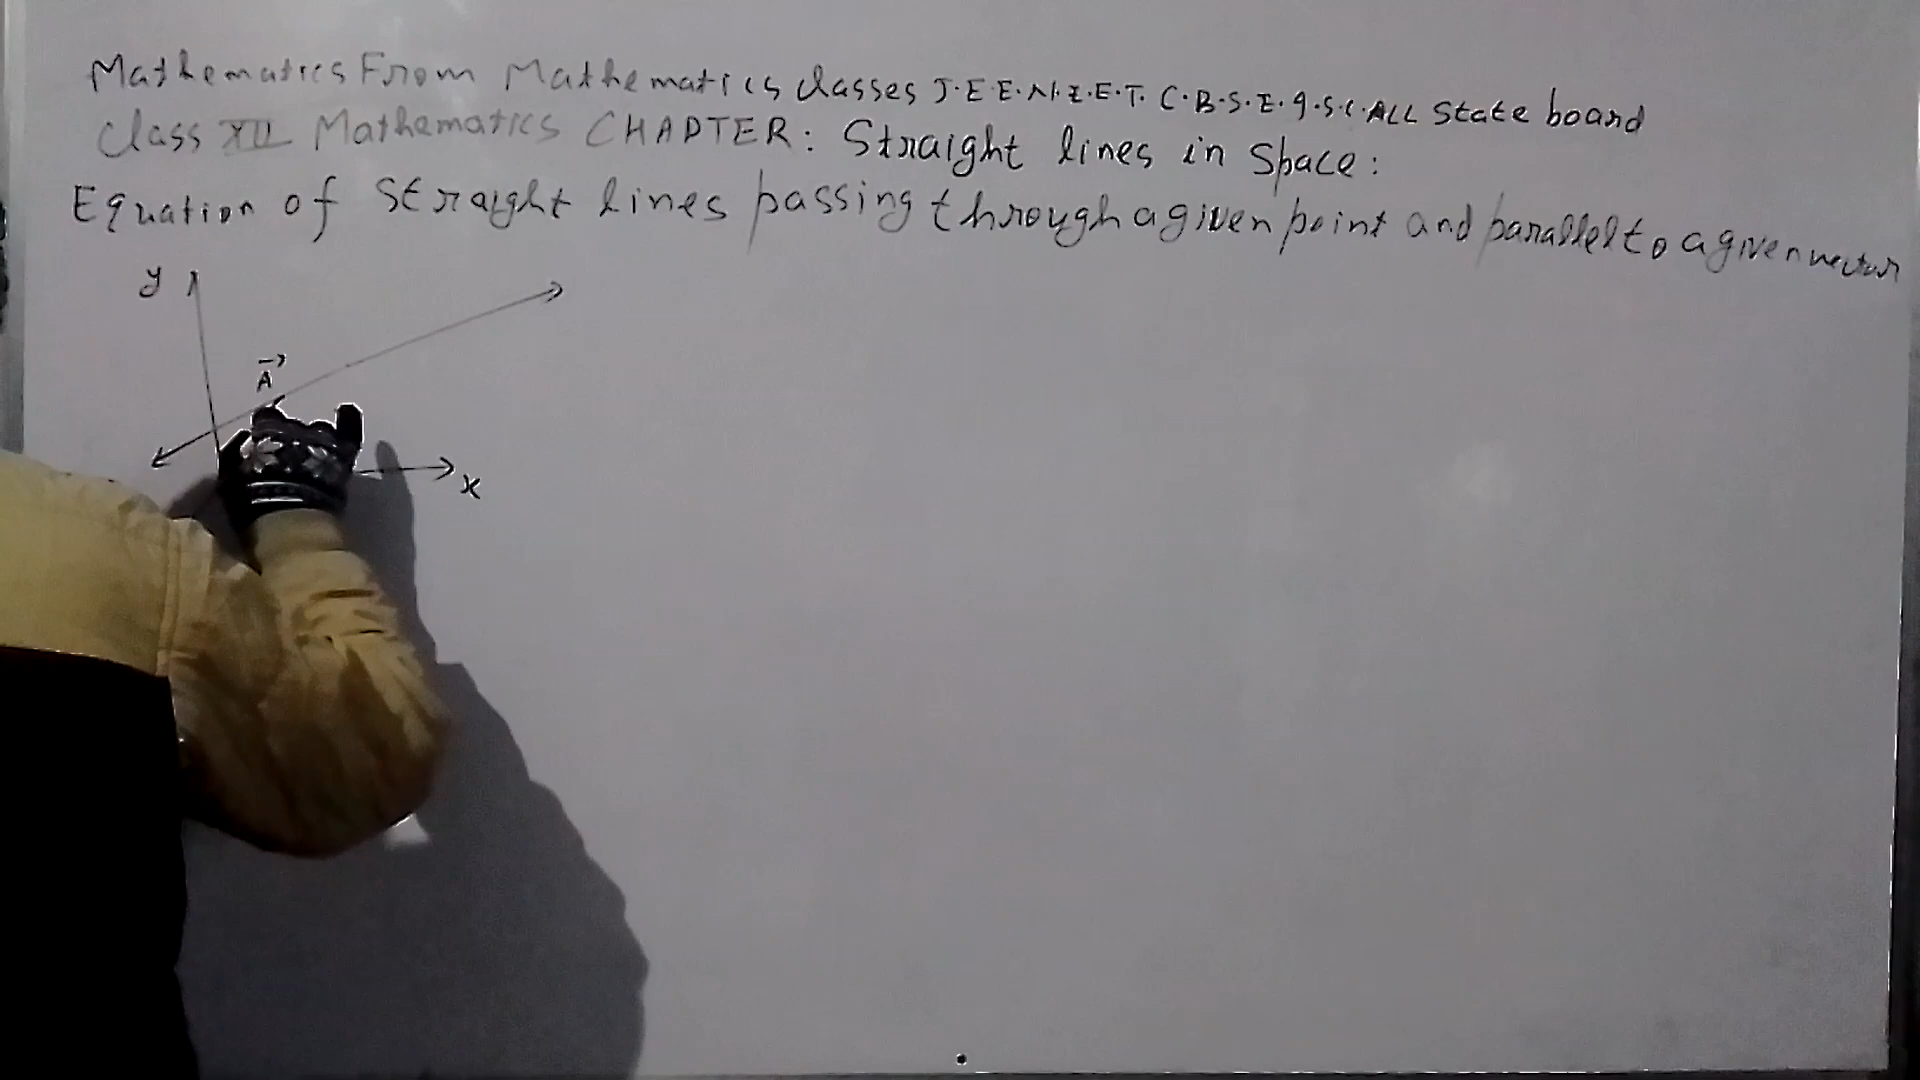 Mathematics From Mathematics classes J.E.E.N.E.E.T. C.B.S.E. I.S.C. ALL State board
Class XII Mathematics CHAPTER: Straight lines in Space:
Equation of Straight lines passing through a given point and parallel to a given vector
y
A
x